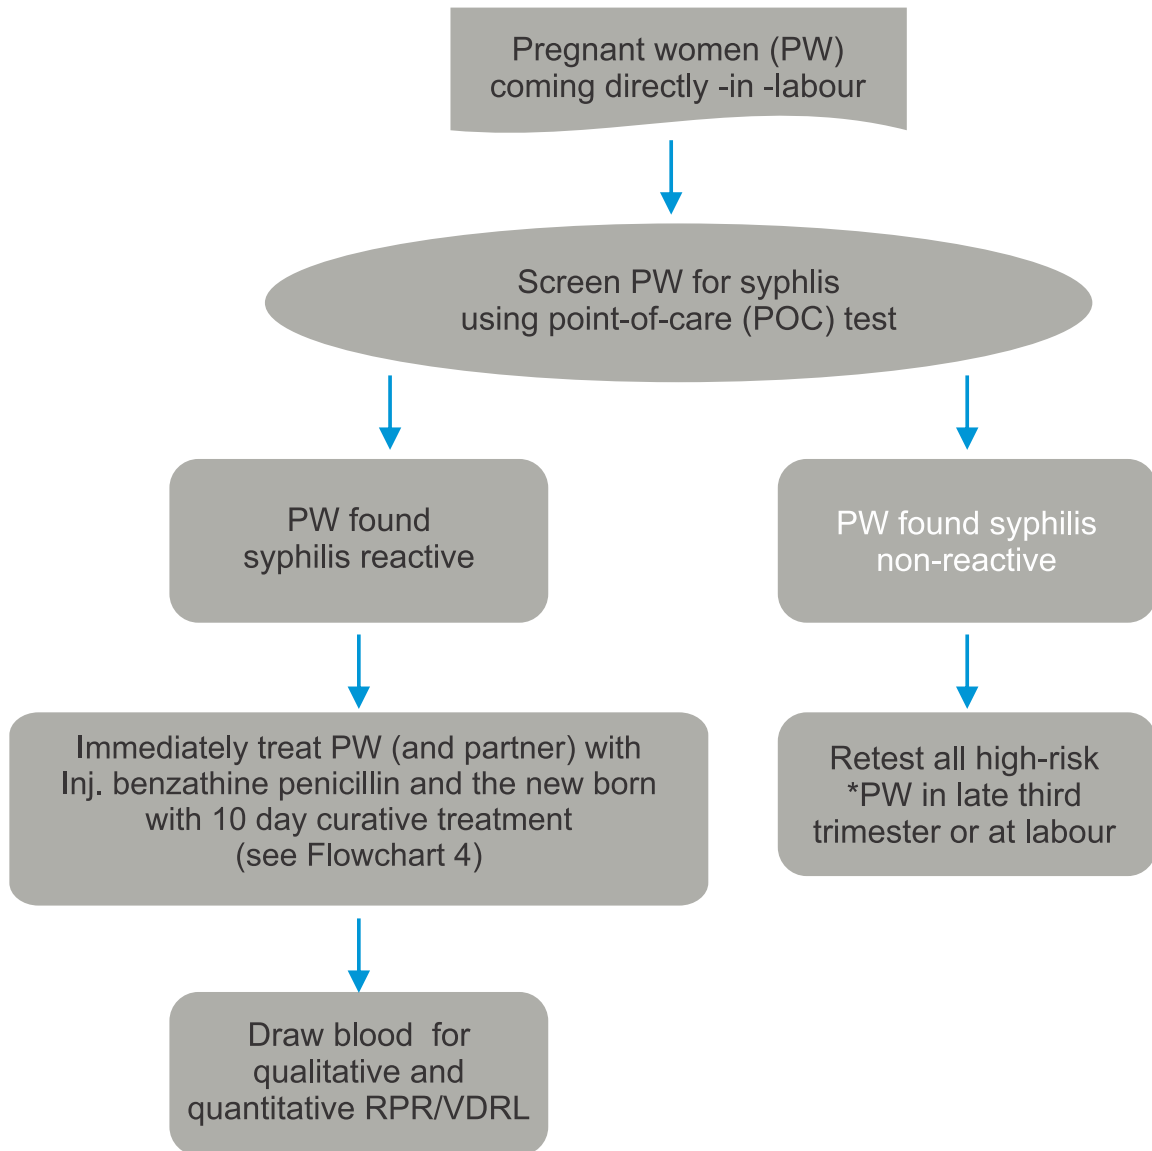 Pregnant women (PW)
coming directly -in -labour
Screen PW for syphlis
using point-of-care (POC) test
PW found
syphilis reactive
PW found syphilis
non-reactive
Immediately treat PW (and partner) with
Inj. benzathine penicillin and the new born
with 10 day curative treatment
(see Flowchart 4)
Retest all high-risk
*PW in late third
trimester or at labour
Draw blood for
qualitative and
quantitative RPR/VDRL